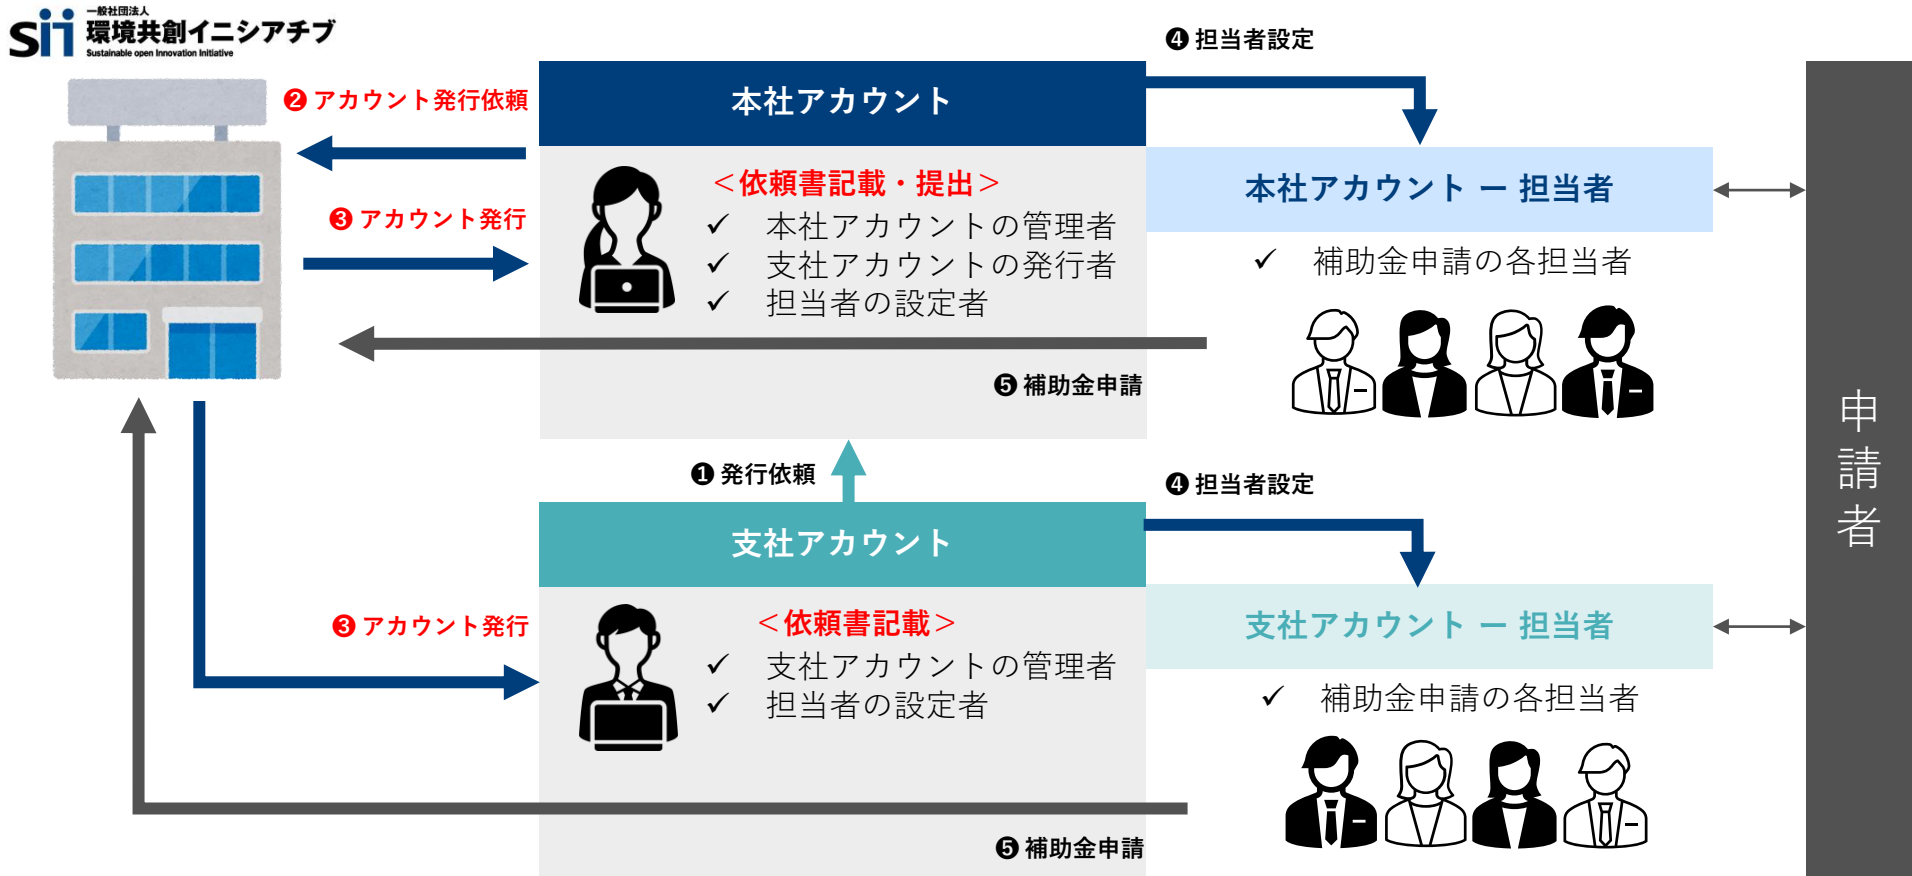 一般社団法人
sii 環境共創イニシアチブ
Sustainable open Innovation Initiative
❷ アカウント発行依頼
❸ アカウント発行
本社アカウント
＜依頼書記載・提出＞
✓ 本社アカウントの管理者
✓ 支社アカウントの発行者
✓ 担当者の設定者
❹ 担当者設定
本社アカウント ー 担当者
✓ 補助金申請の各担当者
❺ 補助金申請
❶ 発行依頼
支社アカウント
❸ アカウント発行
＜依頼書記載＞
✓ 支社アカウントの管理者
✓ 担当者の設定者
❹ 担当者設定
支社アカウント ー 担当者
✓ 補助金申請の各担当者
❺ 補助金申請
申請者